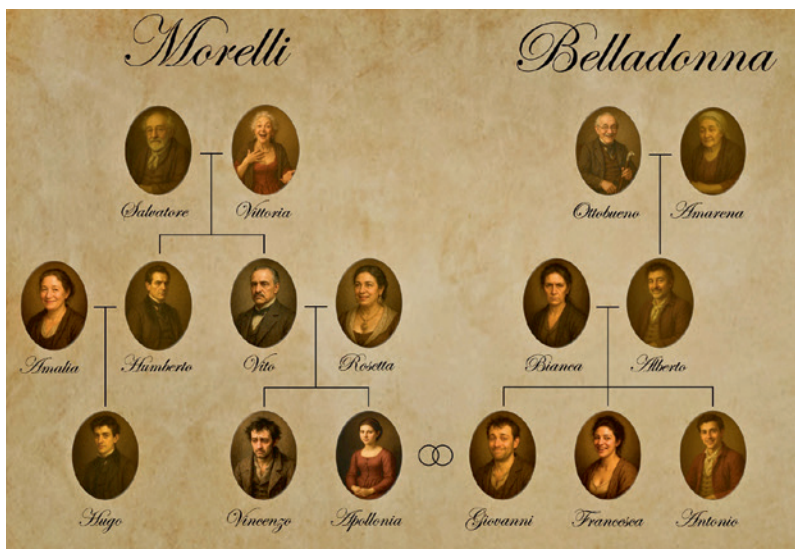 Morelli Belladonna
Salvatore Vittoria Ottobueno Amarena
Amalia Humberto Vito Rosetta Bianca Alberto
Hugo Vincenzo Apollonia Giovanni Francesca Antonio